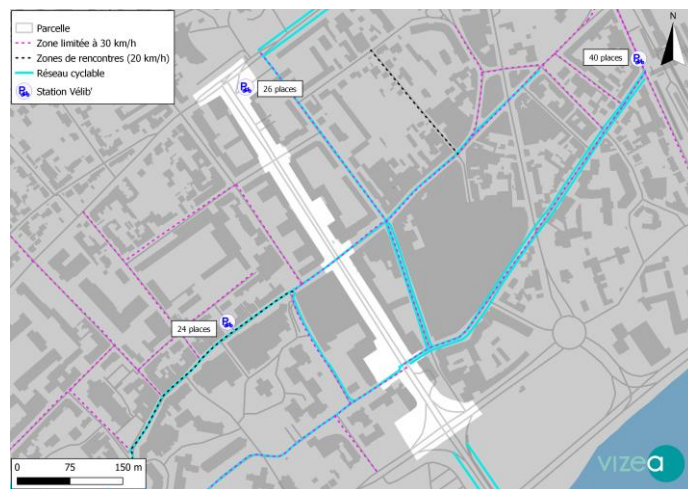 Parcelle
Zone limitée à 30 km/h
Zones de rencontres (20 km/h)
Réseau cyclable
Station Vélib'
N
40 places
26 places
24 places
0 75 150 m
vizea